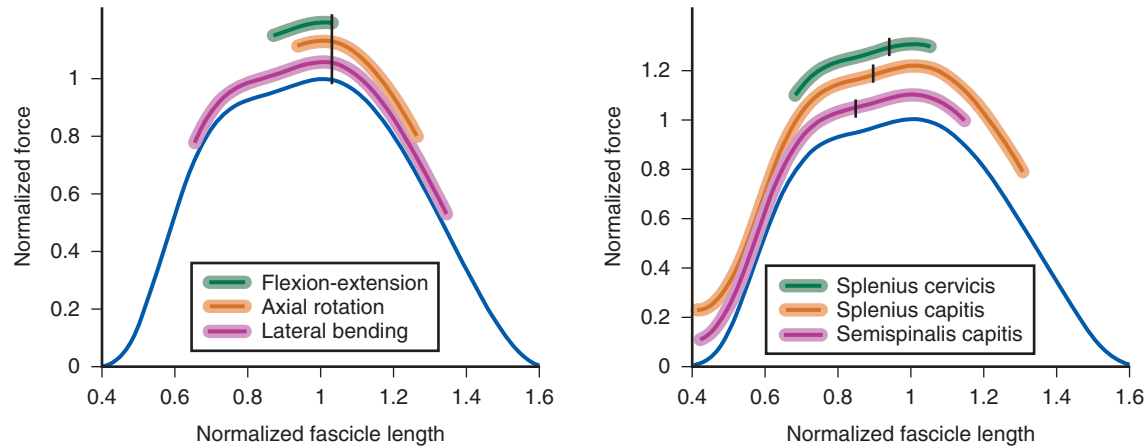 Normalized force
1
0.8
0.6
0.4
0.2
0
0.4
0.6
0.8
1
1.2
1.4
1.6
Normalized fascicle length
Flexion-extension
Axial rotation
Lateral bending
Normalized force
1.2
1
0.8
0.6
0.4
0.2
0
0.4
0.6
0.8
1
1.2
1.4
1.6
Normalized fascicle length
Splenius cervicis
Splenius capitis
Semispinalis capitis